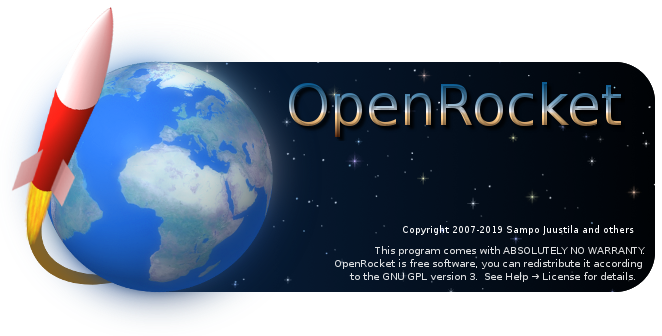 OpenRocket
Copyright 2007-2019 Sampo Juustila and others
This program comes with ABSOLUTELY NO WARRANTY.
OpenRocket is free software, you can redistribute it according
to the GNU GPL version 3.  See Help → License for details.